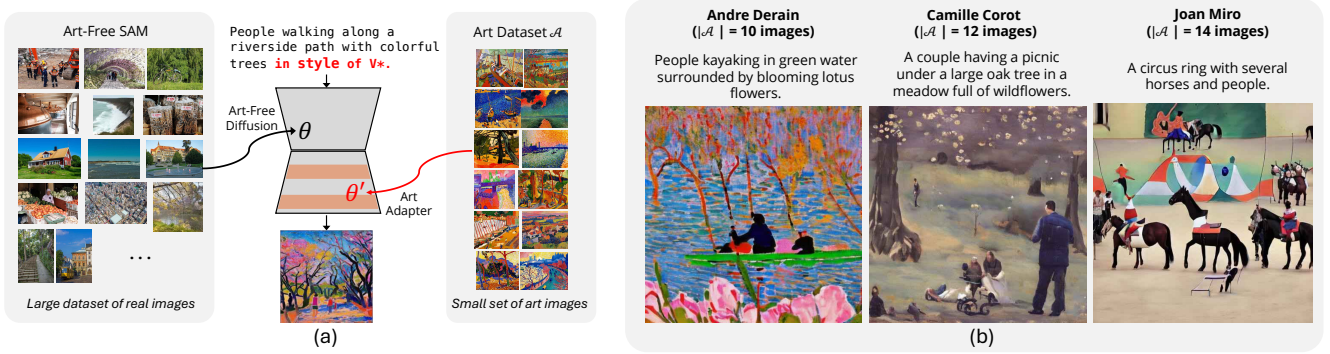 Art-Free SAM
Large dataset of real images
People walking along a
riverside path with colorful
trees in style of V*.
Art-Free
Diffusion
θ
θ′
Art
Adapter
Art Dataset 𝒜
Small set of art images
(a)
Andre Derain
(|𝒜| = 10 images)
People kayaking in green water
surrounded by blooming lotus
flowers.
Camille Corot
(|𝒜| = 12 images)
A couple having a picnic
under a large oak tree in a
meadow full of wildflowers.
Joan Miro
(|𝒜| = 14 images)
A circus ring with several
horses and people.
(b)